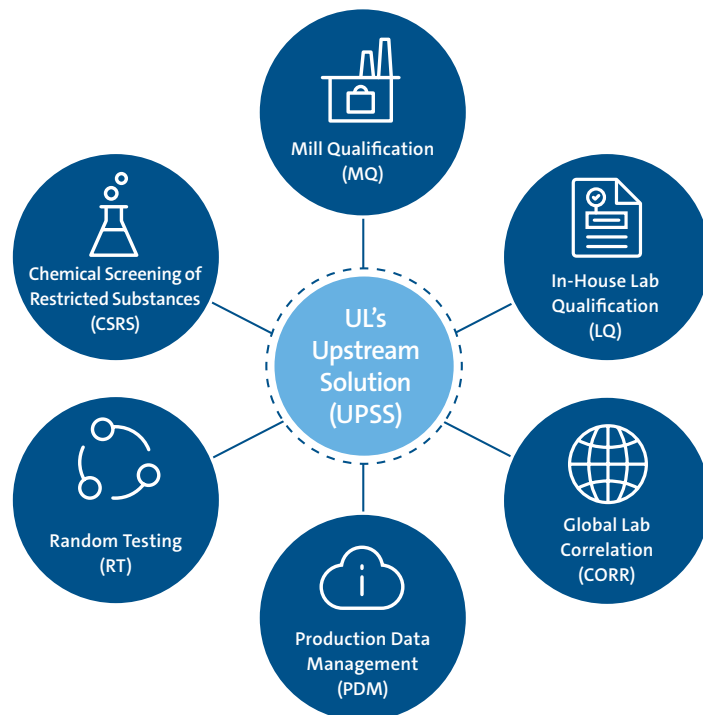 Mill Qualification
(MQ)
In-House Lab
Qualification
(LQ)
Global Lab
Correlation
(CORR)
Production Data
Management
(PDM)
Random Testing
(RT)
Chemical Screening of
Restricted Substances
(CSRS)
UL's
Upstream
Solution
(UPSS)